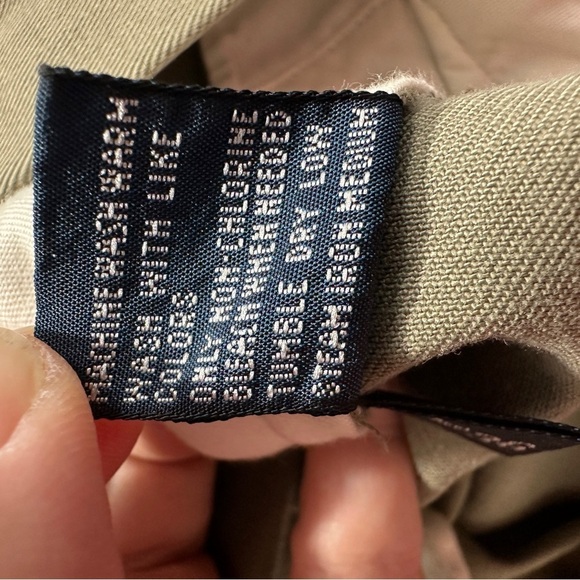 MACHINE WASH WARM
WASH WITH LIKE
COLORS
ONLY NON-CHLORINE
BLEACH WHEN NEEDED
TUMBLE DRY LOW
STEAM IRON MEDIUM